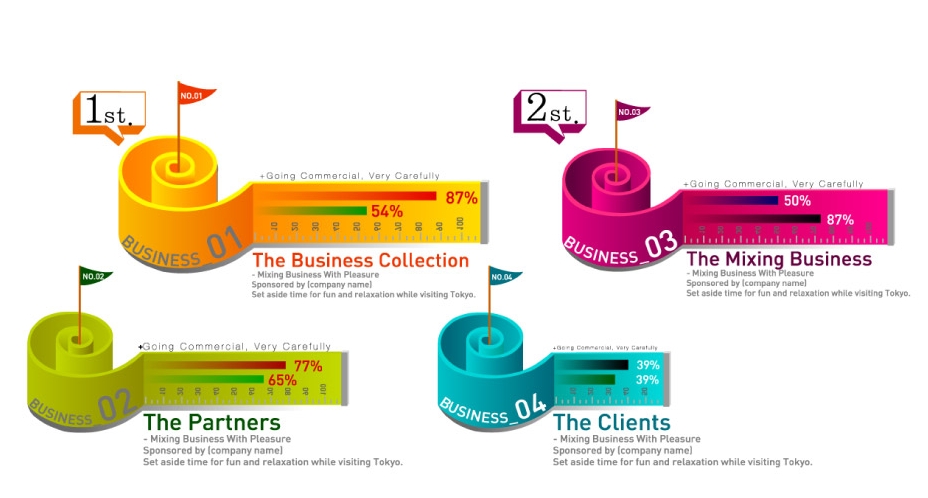 1st.
NO.01
+Going Commercial, Very Carefully
87%
54%
10 20 30 40 50 60 70 80 90 100
BUSINESS_01
The Business Collection
- Mixing Business With Pleasure
Sponsored by (company name)
Set aside time for fun and relaxation while visiting Tokyo.
2st.
NO.03
+Going Commercial, Very Carefully
50%
87%
BUSINESS_03
The Mixing Business
- Mixing Business With Pleasure
Sponsored by (company name)
Set aside time for fun and relaxation while visiting Tokyo.
NO.02
+Going Commercial, Very Carefully
77%
65%
10 20 30 40 50 60 70 80 90 100
BUSINESS_02
The Partners
- Mixing Business With Pleasure
Sponsored by (company name)
Set aside time for fun and relaxation while visiting Tokyo.
NO.04
+Going Commercial, Very Carefully
39%
39%
BUSINESS_04
The Clients
- Mixing Business With Pleasure
Sponsored by (company name)
Set aside time for fun and relaxation while visiting Tokyo.